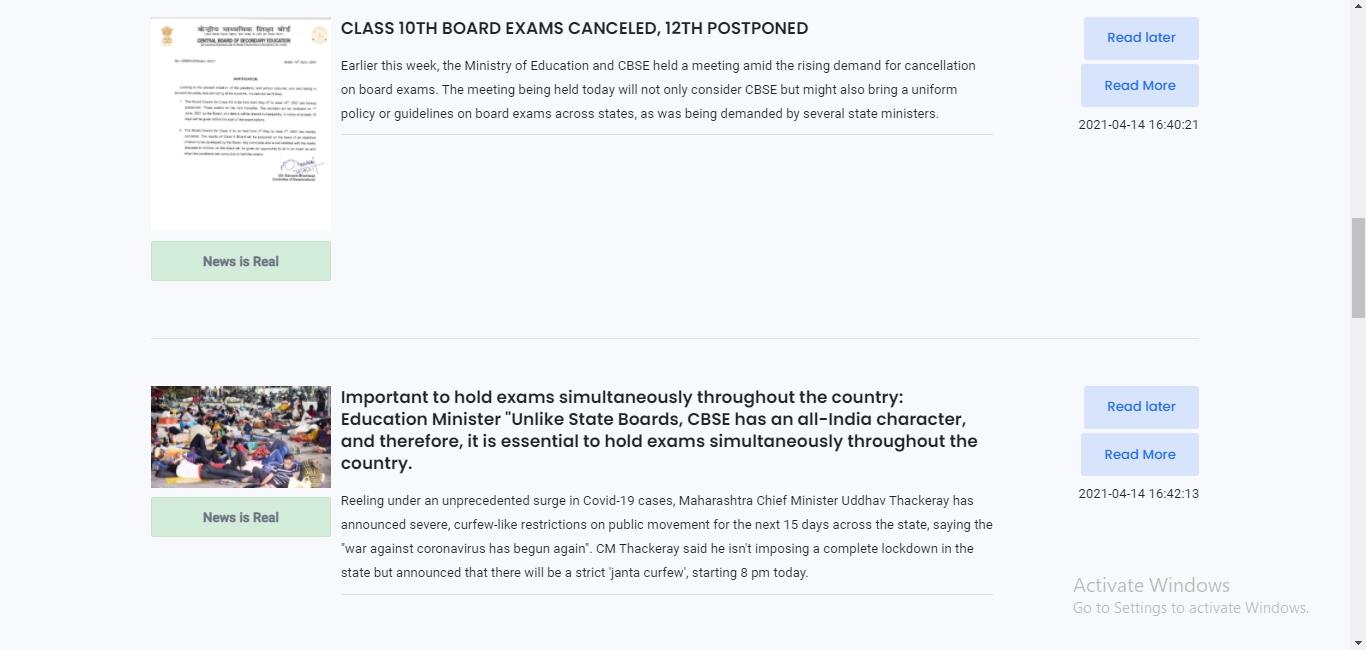 केन्द्रीय माध्यमिक शिक्षा बोर्ड
CENTRAL BOARD OF SECONDARY EDUCATION
NOTIFICATION
CLASS 10TH BOARD EXAMS CANCELED, 12TH POSTPONED
Earlier this week, the Ministry of Education and CBSE held a meeting amid the rising demand for cancellation
on board exams. The meeting being held today will not only consider CBSE but might also bring a uniform
policy or guidelines on board exams across states, as was being demanded by several state ministers.
Read later
Read More
2021-04-14 16:40:21
News is Real
Important to hold exams simultaneously throughout the country:
Education Minister "Unlike State Boards, CBSE has an all-India character,
and therefore, it is essential to hold exams simultaneously throughout the
country.
Reeling under an unprecedented surge in Covid-19 cases, Maharashtra Chief Minister Uddhav Thackeray has
announced severe, curfew-like restrictions on public movement for the next 15 days across the state, saying the
"war against coronavirus has begun again". CM Thackeray said he isn't imposing a complete lockdown in the
state but announced that there will be a strict 'janta curfew', starting 8 pm today.
Read later
Read More
2021-04-14 16:42:13
News is Real
Activate Windows
Go to Settings to activate Windows.